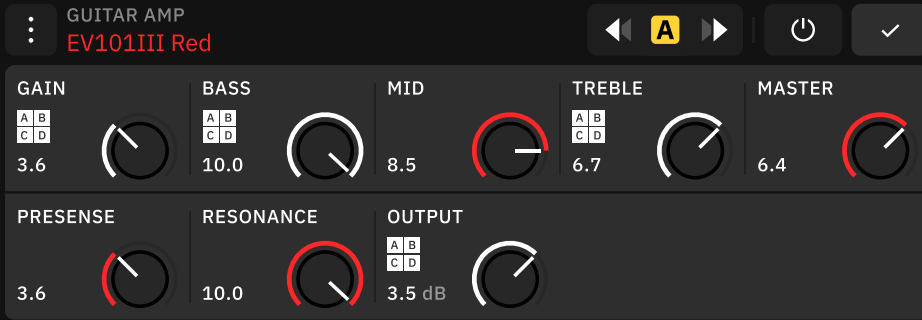 GUITAR AMP
EV101III Red
A
GAIN
A B
C D
3.6
BASS
A B
C D
10.0
MID
8.5
TREBLE
A B
C D
6.7
MASTER
6.4
PRESENSE
3.6
RESONANCE
10.0
OUTPUT
A B
C D
3.5 dB